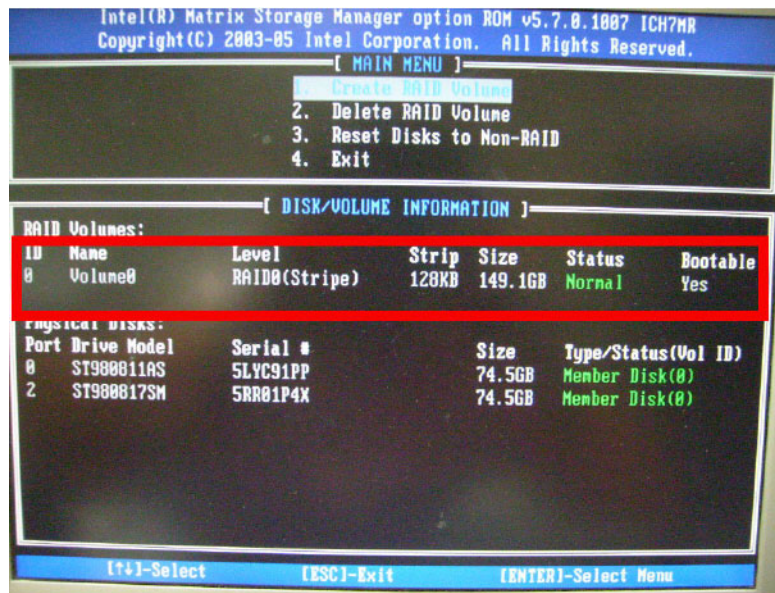 Intel(R) Matrix Storage Manager option ROM v5.7.0.1007 ICH7MR
Copyright(C) 2003-05 Intel Corporation. All Rights Reserved.
[ MAIN MENU ]
1. Create RAID Volume
2. Delete RAID Volume
3. Reset Disks to Non-RAID
4. Exit
[ DISK/VOLUME INFORMATION ]
RAID Volumes:
ID Name Level Strip Size Status Bootable
0 Volume0 RAID0(Stripe) 128KB 149.1GB Normal Yes
Physical Disks:
Port Drive Model Serial # Size Type/Status(Vol ID)
0 ST980811AS 5LYC91PP 74.5GB Member Disk(0)
2 ST980817SM 5RR01P4X 74.5GB Member Disk(0)
[↑↓]-Select [ESC]-Exit [ENTER]-Select Menu